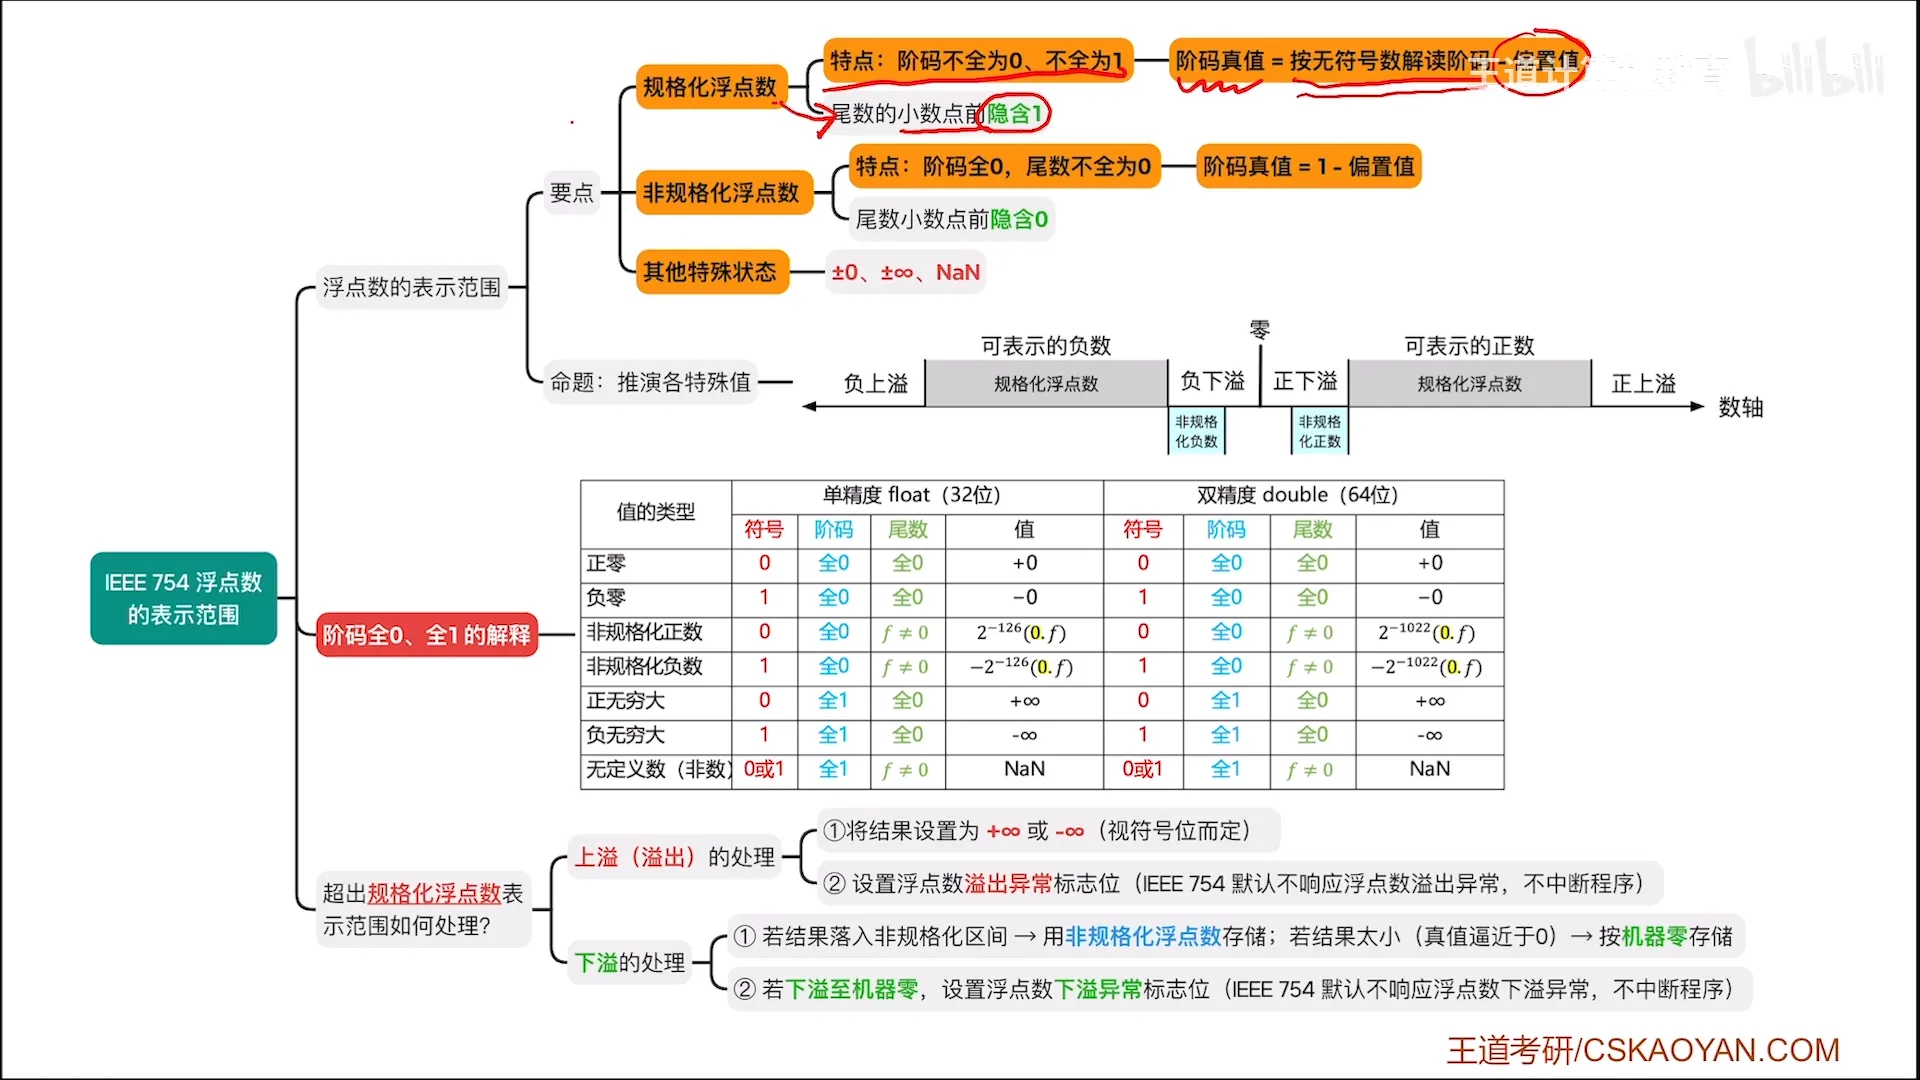 特点：阶码不全为0、不全为1
阶码真值 = 按无符号数解读阶码 - 偏置值
规格化浮点数
尾数的小数点前隐含1
特点：阶码全0，尾数不全为0
阶码真值 = 1 - 偏置值
要点
非规格化浮点数
尾数小数点前隐含0
其他特殊状态
±0、±∞、NaN
浮点数的表示范围
命题：推演各特殊值
零
可表示的负数
可表示的正数
负上溢
规格化浮点数
负下溢
正下溢
规格化浮点数
正上溢
数轴
非规格
化负数
非规格
化正数
IEEE 754 浮点数
的表示范围
阶码全0、全1 的解释
值的类型 单精度 float（32位） 双精度 double（64位）
符号 阶码 尾数 值 符号 阶码 尾数 值
正零 0 全0 全0 +0 0 全0 全0 +0
负零 1 全0 全0 −0 1 全0 全0 −0
非规格化正数 0 全0 f ≠ 0 2⁻¹²⁶(0.f) 0 全0 f ≠ 0 2⁻¹⁰²²(0.f)
非规格化负数 1 全0 f ≠ 0 −2⁻¹²⁶(0.f) 1 全0 f ≠ 0 −2⁻¹⁰²²(0.f)
正无穷大 0 全1 全0 +∞ 0 全1 全0 +∞
负无穷大 1 全1 全0 -∞ 1 全1 全0 -∞
无定义数（非数） 0或1 全1 f ≠ 0 NaN 0或1 全1 f ≠ 0 NaN
超出规格化浮点数表
示范围如何处理？
上溢（溢出）的处理
①将结果设置为 +∞ 或 -∞（视符号位而定）
② 设置浮点数溢出异常标志位（IEEE 754 默认不响应浮点数溢出异常，不中断程序）
下溢的处理
① 若结果落入非规格化区间 → 用非规格化浮点数存储；若结果太小（真值逼近于0）→ 按机器零存储
② 若下溢至机器零，设置浮点数下溢异常标志位（IEEE 754 默认不响应浮点数下溢异常，不中断程序）
王道考研/CSKAOYAN.COM
bilibili